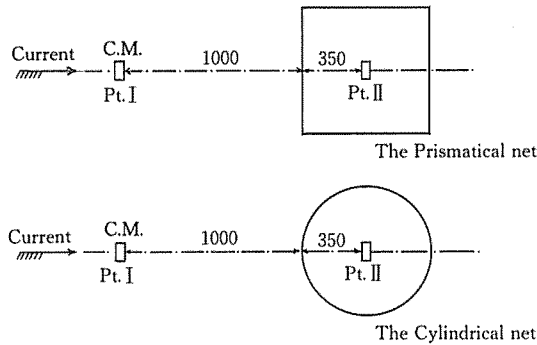 Current C.M. 1000 350
Pt.Ⅰ Pt.Ⅱ
The Prismatical net
Current C.M. 1000 350
Pt.Ⅰ Pt.Ⅱ
The Cylindrical net